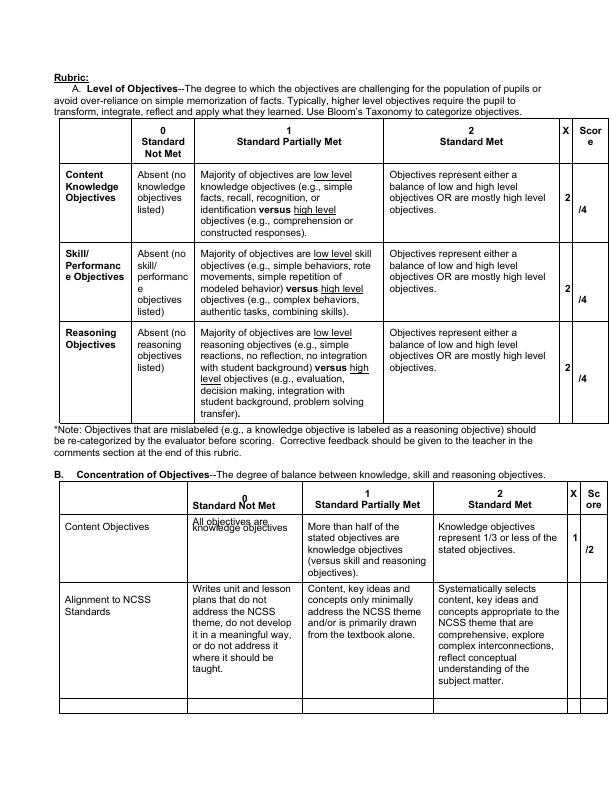 Rubric:
A. Level of Objectives--The degree to which the objectives are challenging for the population of pupils or
avoid over-reliance on simple memorization of facts. Typically, higher level objectives require the pupil to
transform, integrate, reflect and apply what they learned. Use Bloom's Taxonomy to categorize objectives.
0
Standard
Not Met
1
Standard Partially Met
2
Standard Met
X
Scor
e
Content
Knowledge
Objectives
Absent (no
knowledge
objectives
listed)
Majority of objectives are low level
knowledge objectives (e.g., simple
facts, recall, recognition, or
identification versus high level
objectives (e.g., comprehension or
constructed responses).
Objectives represent either a
balance of low and high level
objectives OR are mostly high level
objectives.
2
/4
Skill/
Performanc
e Objectives
Absent (no
skill/
performanc
e
objectives
listed)
Majority of objectives are low level skill
objectives (e.g., simple behaviors, rote
movements, simple repetition of
modeled behavior) versus high level
objectives (e.g., complex behaviors,
authentic tasks, combining skills).
Objectives represent either a
balance of low and high level
objectives OR are mostly high level
objectives.
2
/4
Reasoning
Objectives
Absent (no
reasoning
objectives
listed)
Majority of objectives are low level
reasoning objectives (e.g., simple
reactions, no reflection, no integration
with student background) versus high
level objectives (e.g., evaluation,
decision making, integration with
student background, problem solving
transfer).
Objectives represent either a
balance of low and high level
objectives OR are mostly high level
objectives.
2
/4
*Note: Objectives that are mislabeled (e.g., a knowledge objective is labeled as a reasoning objective) should
be re-categorized by the evaluator before scoring. Corrective feedback should be given to the teacher in the
comments section at the end of this rubric.
B. Concentration of Objectives--The degree of balance between knowledge, skill and reasoning objectives.
0
Standard Not Met
1
Standard Partially Met
2
Standard Met
X
Sc
ore
Content Objectives
All objectives are
knowledge objectives
More than half of the
stated objectives are
knowledge objectives
(versus skill and reasoning
objectives).
Knowledge objectives
represent 1/3 or less of the
stated objectives.
1
/2
Alignment to NCSS
Standards
Writes unit and lesson
plans that do not
address the NCSS
theme, do not develop
it in a meaningful way,
or do not address it
where it should be
taught.
Content, key ideas and
concepts only minimally
address the NCSS theme
and/or is primarily drawn
from the textbook alone.
Systematically selects
content, key ideas and
concepts appropriate to the
NCSS theme that are
comprehensive, explore
complex interconnections,
reflect conceptual
understanding of the
subject matter.